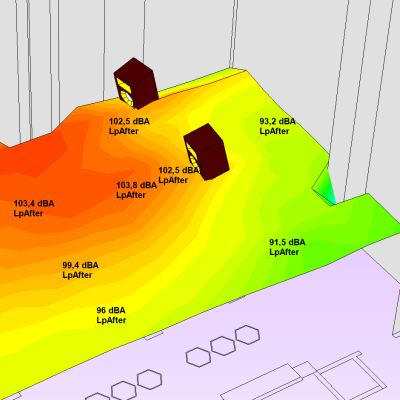 102,5 dBA
LpAfter
93,2 dBA
LpAfter
102,5 dBA
LpAfter
103,8 dBA
LpAfter
103,4 dBA
LpAfter
91,5 dBA
LpAfter
99,4 dBA
LpAfter
96 dBA
LpAfter